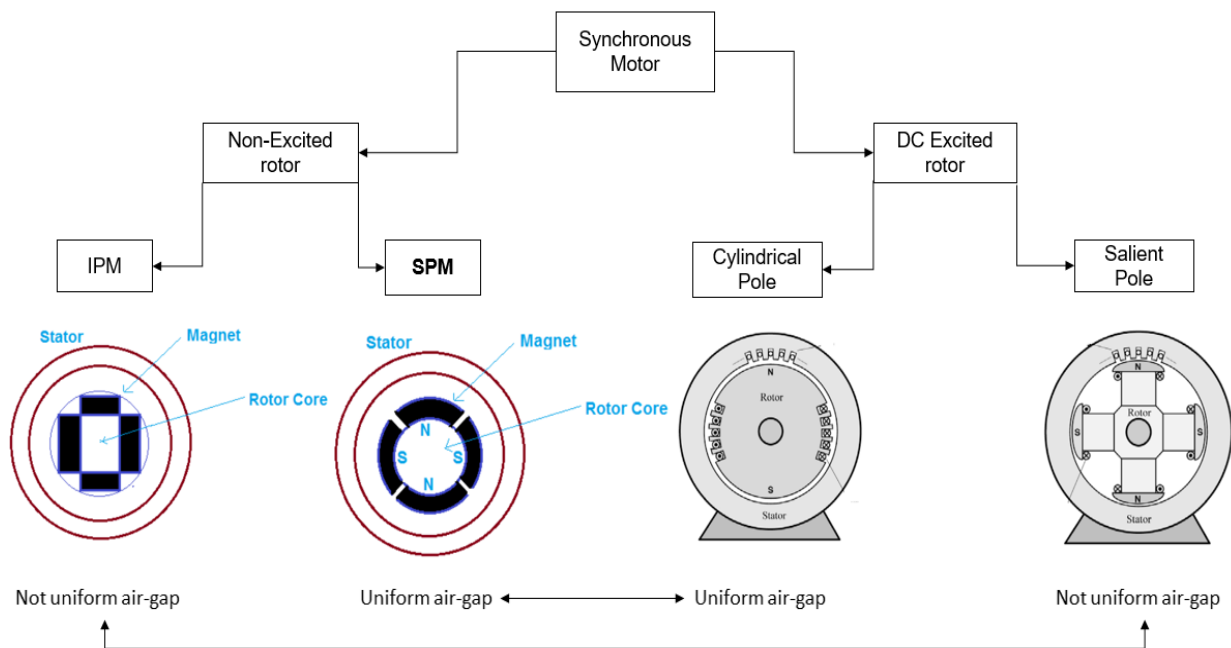 Synchronous
Motor
Non-Excited
rotor
DC Excited
rotor
IPM
SPM
Cylindrical
Pole
Salient
Pole
Stator
Magnet
Rotor Core
Stator
Magnet
Rotor Core
N
S
S
N
N
Rotor
S
Stator
N
Rotor
S
S
N
Stator
Not uniform air-gap
Uniform air-gap
Uniform air-gap
Not uniform air-gap